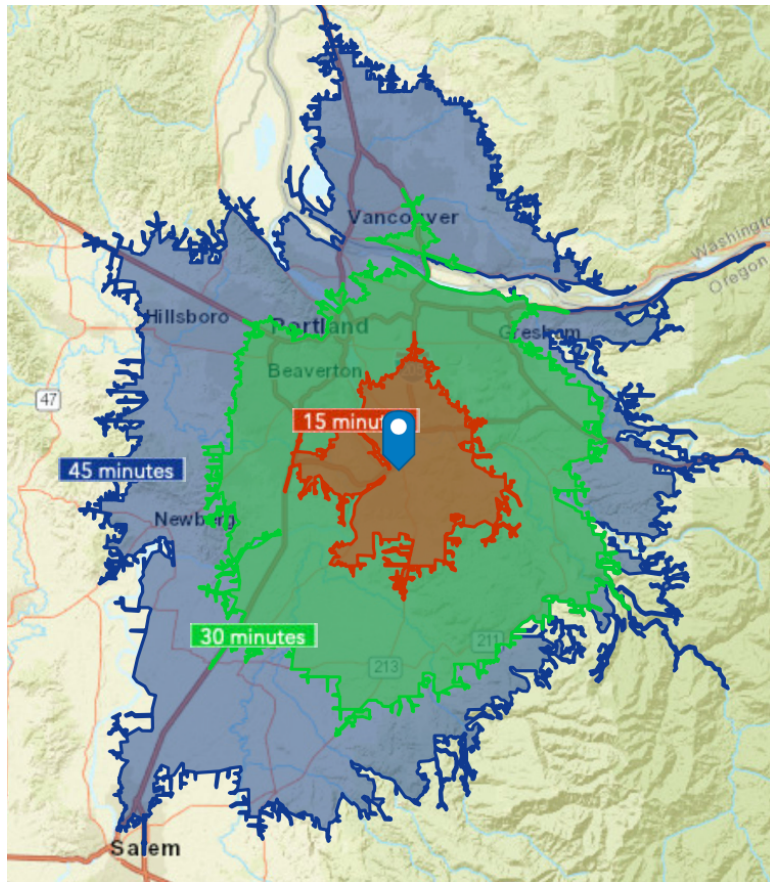 Vancouver
Washington
Oregon
Hillsboro
Portland
Gresham
Beaverton
47
15 minutes
45 minutes
Newberg
30 minutes
211
213
Salem